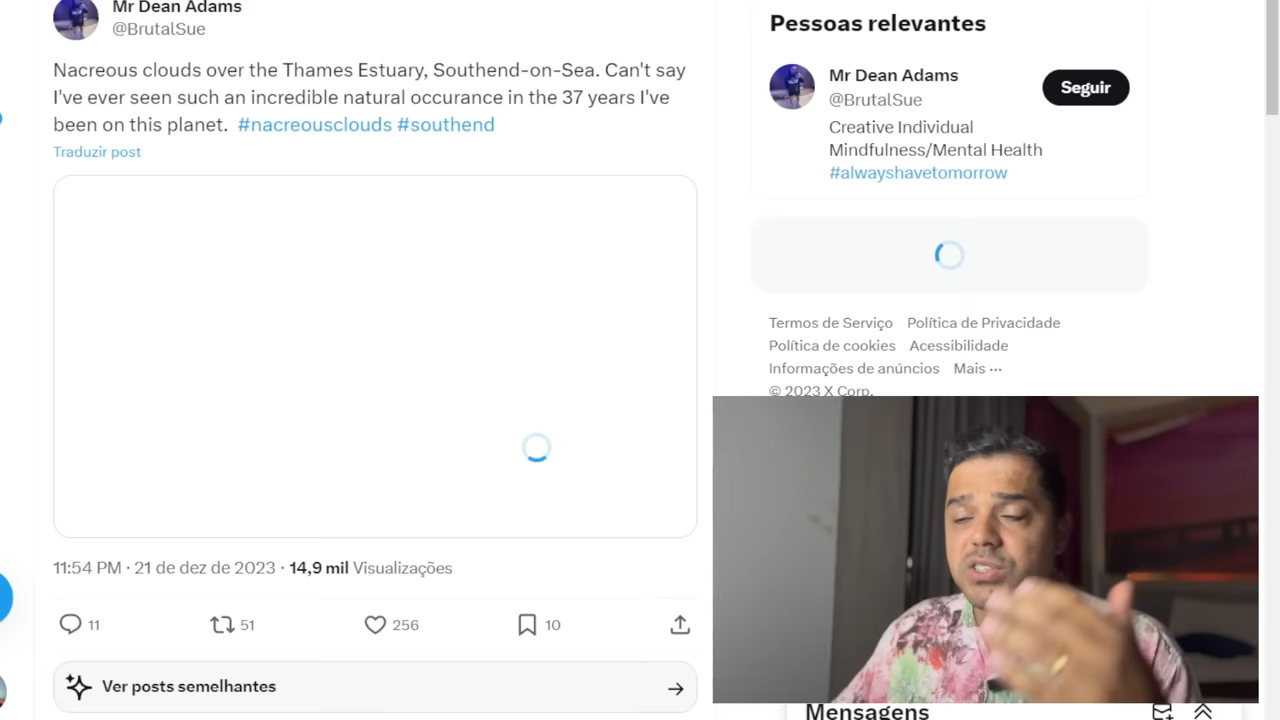 Mr Dean Adams
@BrutalSue
Nacreous clouds over the Thames Estuary, Southend-on-Sea. Can't say
I've ever seen such an incredible natural occurance in the 37 years I've
been on this planet. #nacreousclouds #southend
Traduzir post
11:54 PM · 21 de dez de 2023 · 14,9 mil Visualizações
11
51
256
10
Ver posts semelhantes
Pessoas relevantes
Mr Dean Adams
@BrutalSue
Seguir
Creative Individual
Mindfulness/Mental Health
#alwayshavetomorrow
Termos de Serviço Política de Privacidade
Política de cookies Acessibilidade
Informações de anúncios Mais ···
© 2023 X Corp.
Mensagens